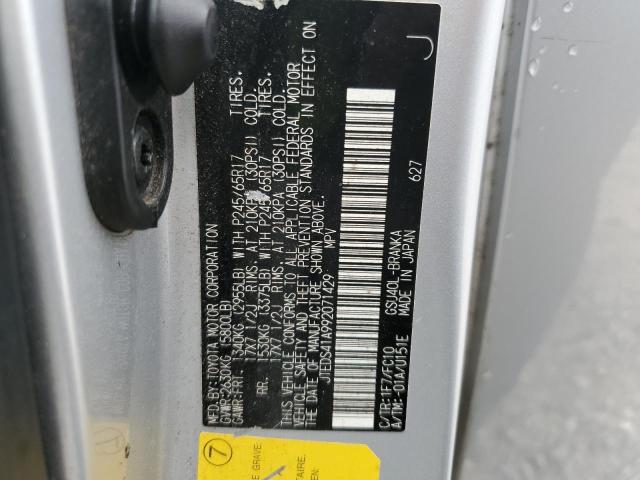 MFD.BY:TOYOTA MOTOR CORPORATION
GVWR 2630KG (5800LB)
GAWR:FRT. 1340KG (2955LB) WITH P245/65R17 TIRES.
17X7 1/2J RIMS. AT 210KPA (30PSI) COLD.
RR. 1530KG (3375LB) WITH P245/65R17 TIRES.
17X7 1/2J RIMS. AT 210KPA (30PSI) COLD.
THIS VEHICLE CONFORMS TO ALL APPLICABLE FEDERAL MOTOR
VEHICLE SAFETY AND THEFT PREVENTION STANDARDS IN EFFECT ON
THE DATE OF MANUFACTURE SHOWN ABOVE.
JTEDS41A992071429 MPV
C/TR:1F7/FC10 GSU40L-BRANKA 627 J
A/TM:-01A/U151E MADE IN JAPAN
7
E GRAVE
TAIRE.
EN: